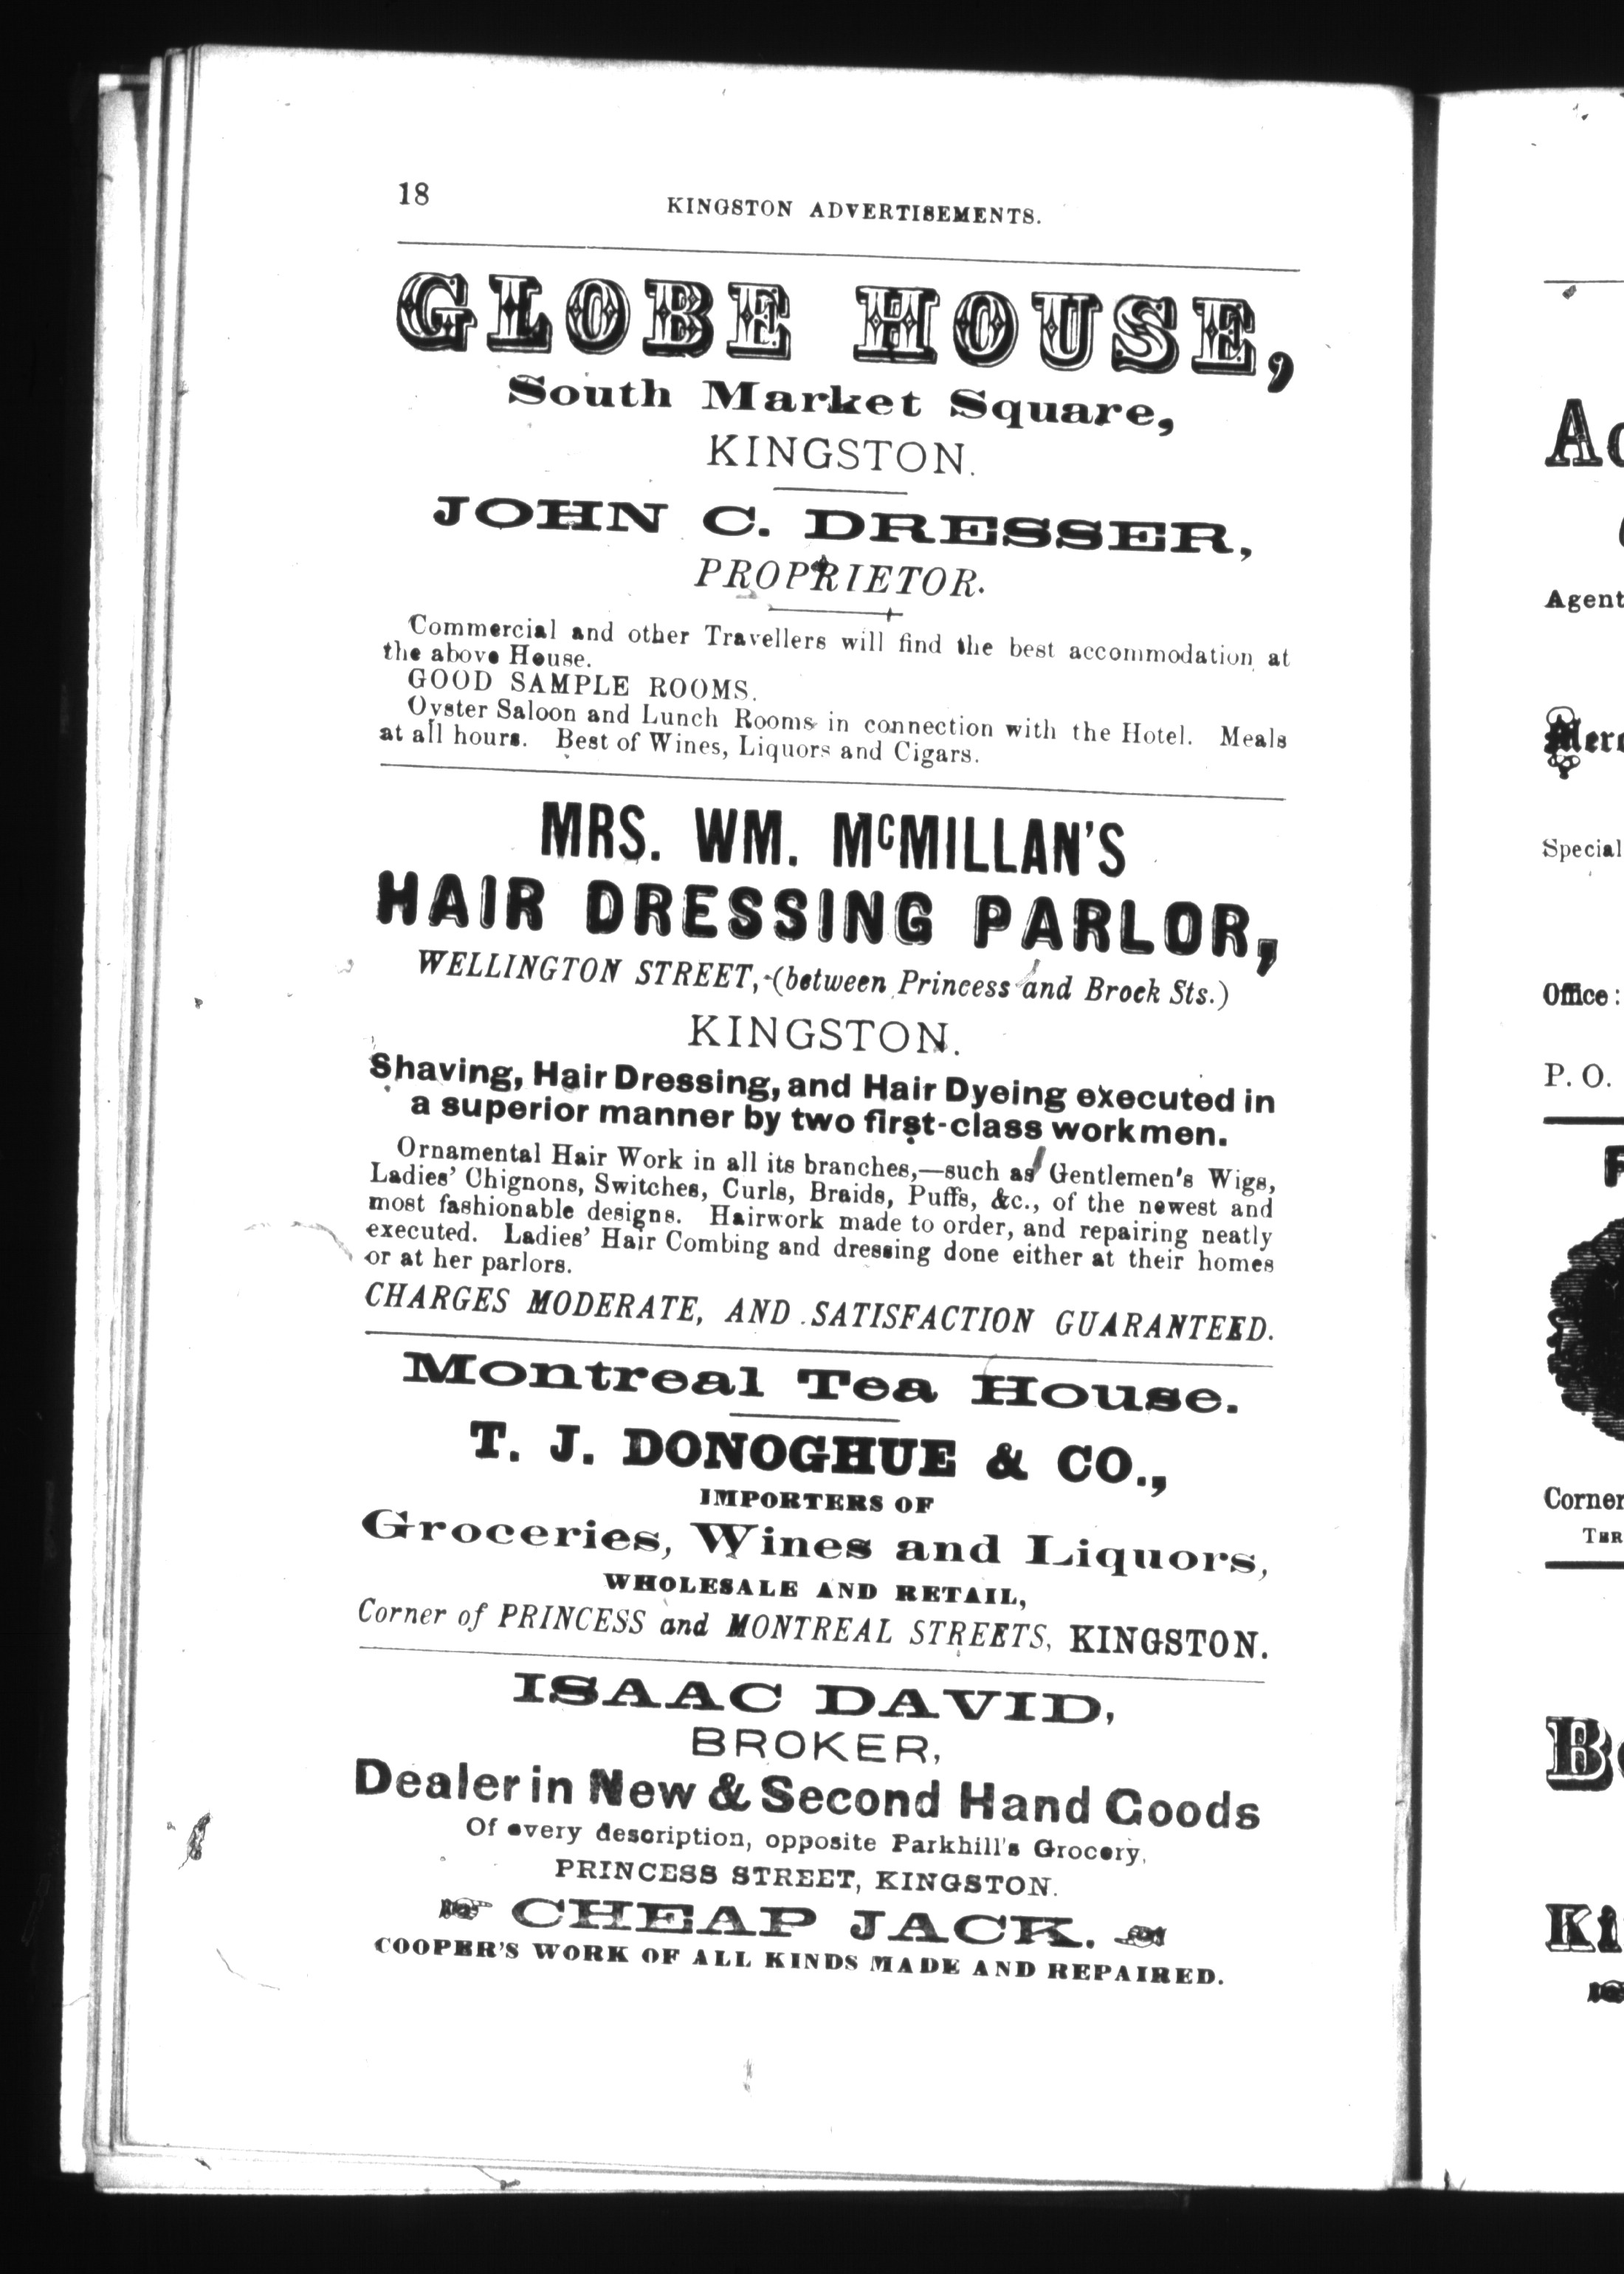 18
KINGSTON ADVERTISEMENTS.
GLOBE HOUSE,
South Market Square,
KINGSTON.
JOHN C. DRESSER,
PROPRIETOR.
Commercial and other Travellers will find the best accommodation at
the above House.
GOOD SAMPLE ROOMS.
Oyster Saloon and Lunch Rooms in connection with the Hotel. Meals
at all hours. Best of Wines, Liquors and Cigars.
MRS. WM. McMILLAN'S
HAIR DRESSING PARLOR,
WELLINGTON STREET, (between Princess and Brock Sts.)
KINGSTON.
Shaving, Hair Dressing, and Hair Dyeing executed in
a superior manner by two first-class workmen.
Ornamental Hair Work in all its branches,—such as Gentlemen's Wigs,
Ladies' Chignons, Switches, Curls, Braids, Puffs, &c., of the newest and
most fashionable designs. Hairwork made to order, and repairing neatly
executed. Ladies' Hair Combing and dressing done either at their homes
or at her parlors.
CHARGES MODERATE, AND SATISFACTION GUARANTEED.
Montreal Tea House.
T. J. DONOGHUE & CO.,
IMPORTERS OF
Groceries, Wines and Liquors,
WHOLESALE AND RETAIL,
Corner of PRINCESS and MONTREAL STREETS, KINGSTON.
ISAAC DAVID,
BROKER,
Dealer in New & Second Hand Goods
Of every description, opposite Parkhill's Grocery,
PRINCESS STREET, KINGSTON.
CHEAP JACK.
COOPER'S WORK OF ALL KINDS MADE AND REPAIRED.
Agent
Special
Office:
P. O.
Corner